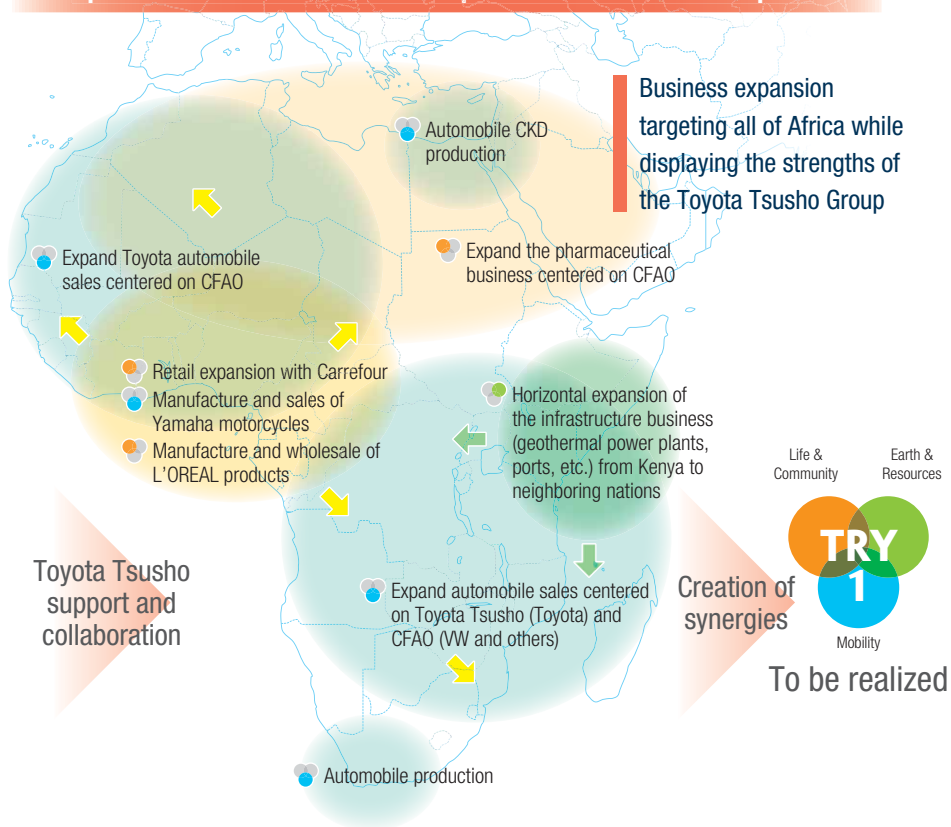 Business expansion
targeting all of Africa while
displaying the strengths of
the Toyota Tsusho Group
Automobile CKD
production
Expand Toyota automobile
sales centered on CFAO
Expand the pharmaceutical
business centered on CFAO
Retail expansion with Carrefour
Manufacture and sales of
Yamaha motorcycles
Manufacture and wholesale of
L'OREAL products
Horizontal expansion of
the infrastructure business
(geothermal power plants,
ports, etc.) from Kenya to
neighboring nations
Toyota Tsusho
support and
collaboration
Expand automobile sales centered
on Toyota Tsusho (Toyota) and
CFAO (VW and others)
Automobile production
Creation of
synergies
Life &
Community
Earth &
Resources
TRY
1
Mobility
To be realized